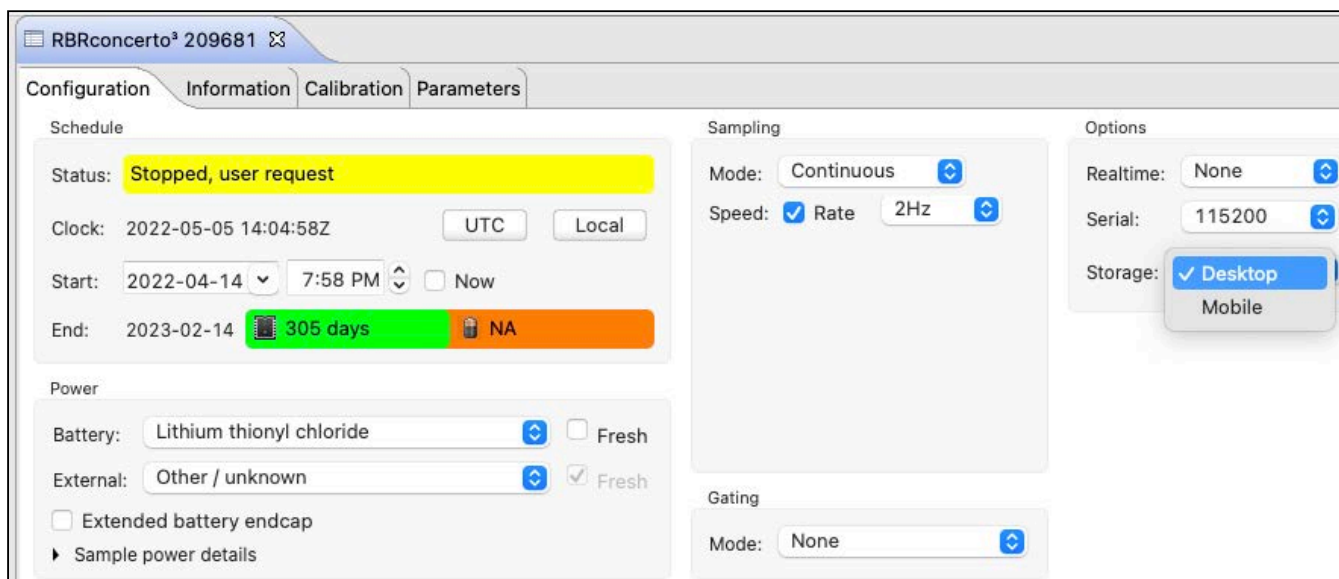 RBRconcerto³ 209681
Configuration Information Calibration Parameters
Schedule
Status: Stopped, user request
Clock: 2022-05-05 14:04:58Z UTC Local
Start: 2022-04-14 7:58 PM Now
End: 2023-02-14 305 days NA
Power
Battery: Lithium thionyl chloride Fresh
External: Other / unknown Fresh
Extended battery endcap
Sample power details
Sampling
Mode: Continuous
Speed: Rate 2Hz
Gating
Mode: None
Options
Realtime: None
Serial: 115200
Storage: Desktop
Mobile